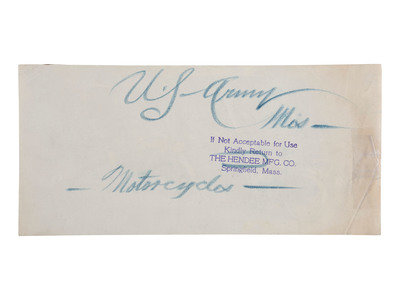 U.S. Army
Mos —
If Not Acceptable for Use
Kindly Return to
THE HENDEE MFG. CO.
Springfield, Mass.
— Motorcycles —